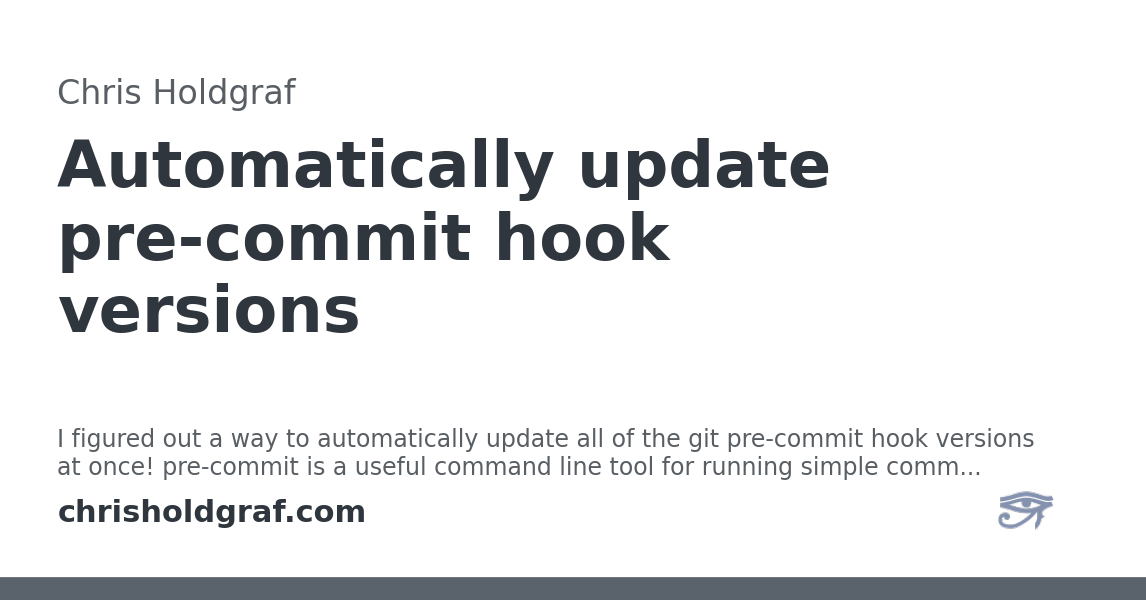 Chris Holdgraf
Automatically update
pre-commit hook
versions
I figured out a way to automatically update all of the git pre-commit hook versions
at once! pre-commit is a useful command line tool for running simple comm...
chrisholdgraf.com